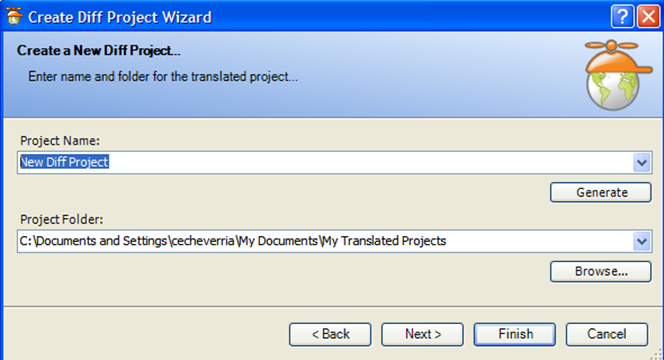 Create Diff Project Wizard
?
Create a New Diff Project...
Enter name and folder for the translated project...
Project Name:
New Diff Project
Generate
Project Folder:
C:\Documents and Settings\cecheverria\My Documents\My Translated Projects
Browse...
< Back Next > Finish Cancel